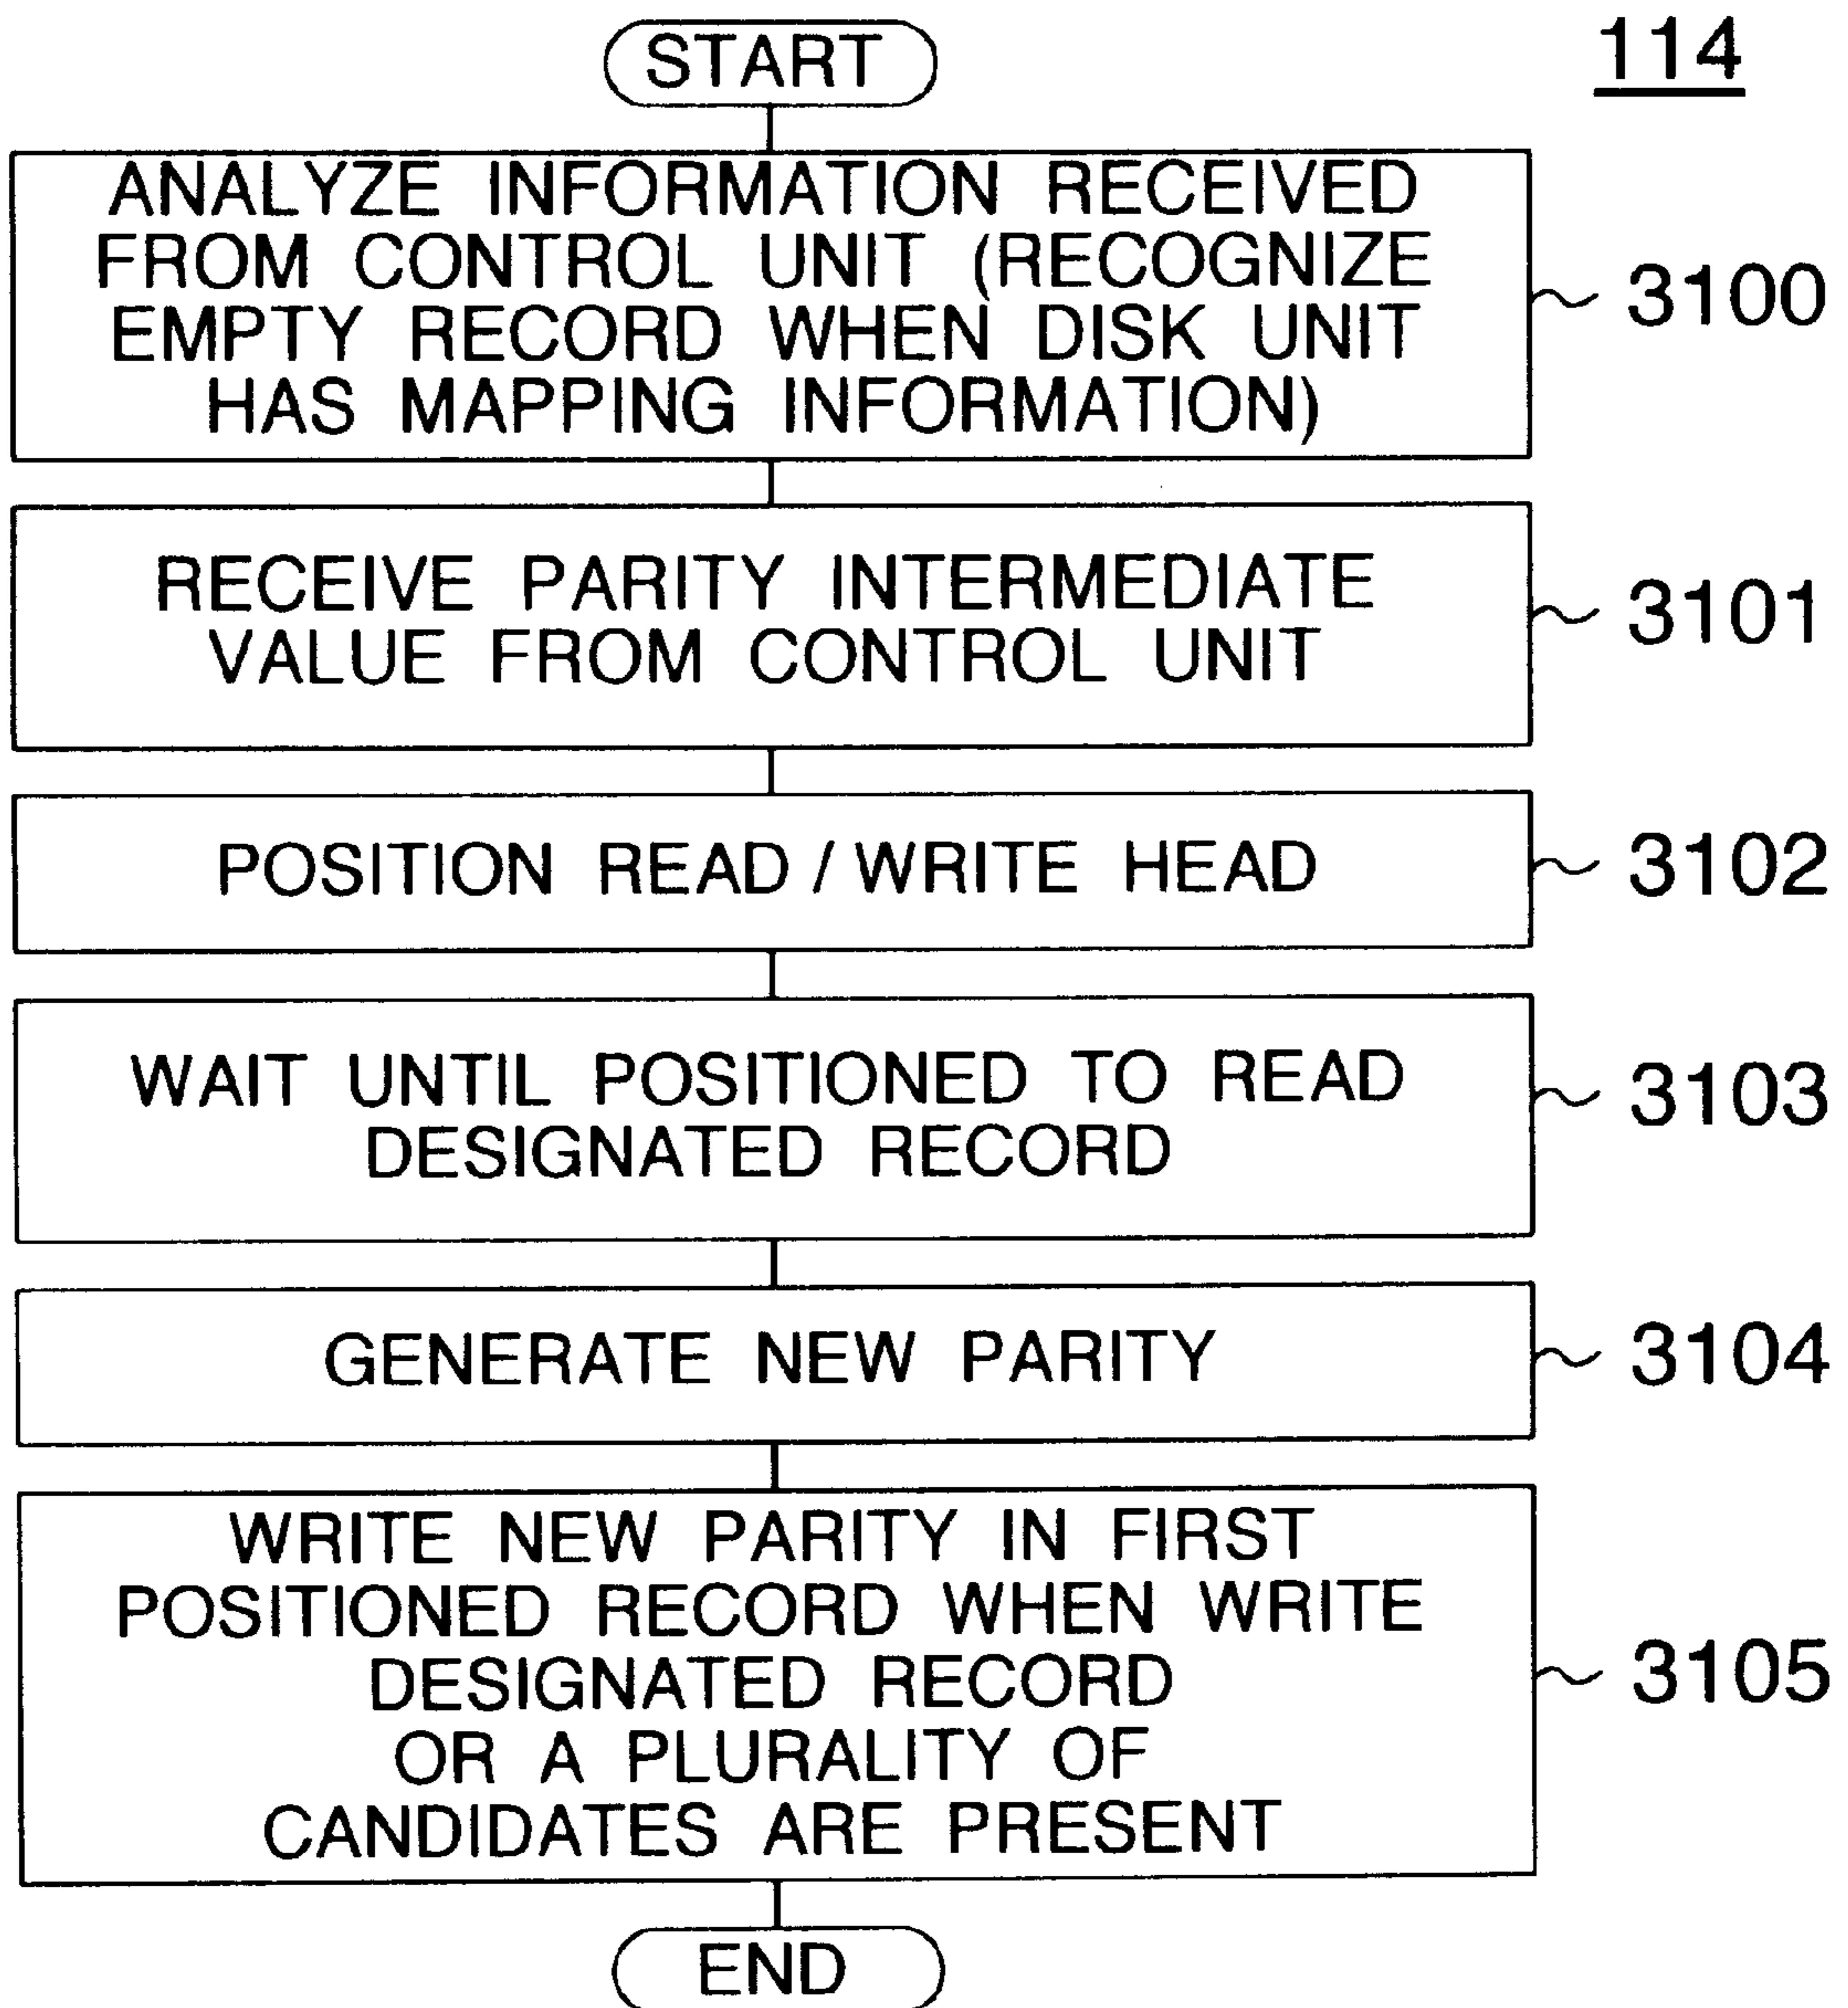 114
START
ANALYZE INFORMATION RECEIVED
FROM CONTROL UNIT (RECOGNIZE
EMPTY RECORD WHEN DISK UNIT
HAS MAPPING INFORMATION)
3100
RECEIVE PARITY INTERMEDIATE
VALUE FROM CONTROL UNIT
3101
POSITION READ / WRITE HEAD
3102
WAIT UNTIL POSITIONED TO READ
DESIGNATED RECORD
3103
GENERATE NEW PARITY
3104
WRITE NEW PARITY IN FIRST
POSITIONED RECORD WHEN WRITE
DESIGNATED RECORD
OR A PLURALITY OF
CANDIDATES ARE PRESENT
3105
END